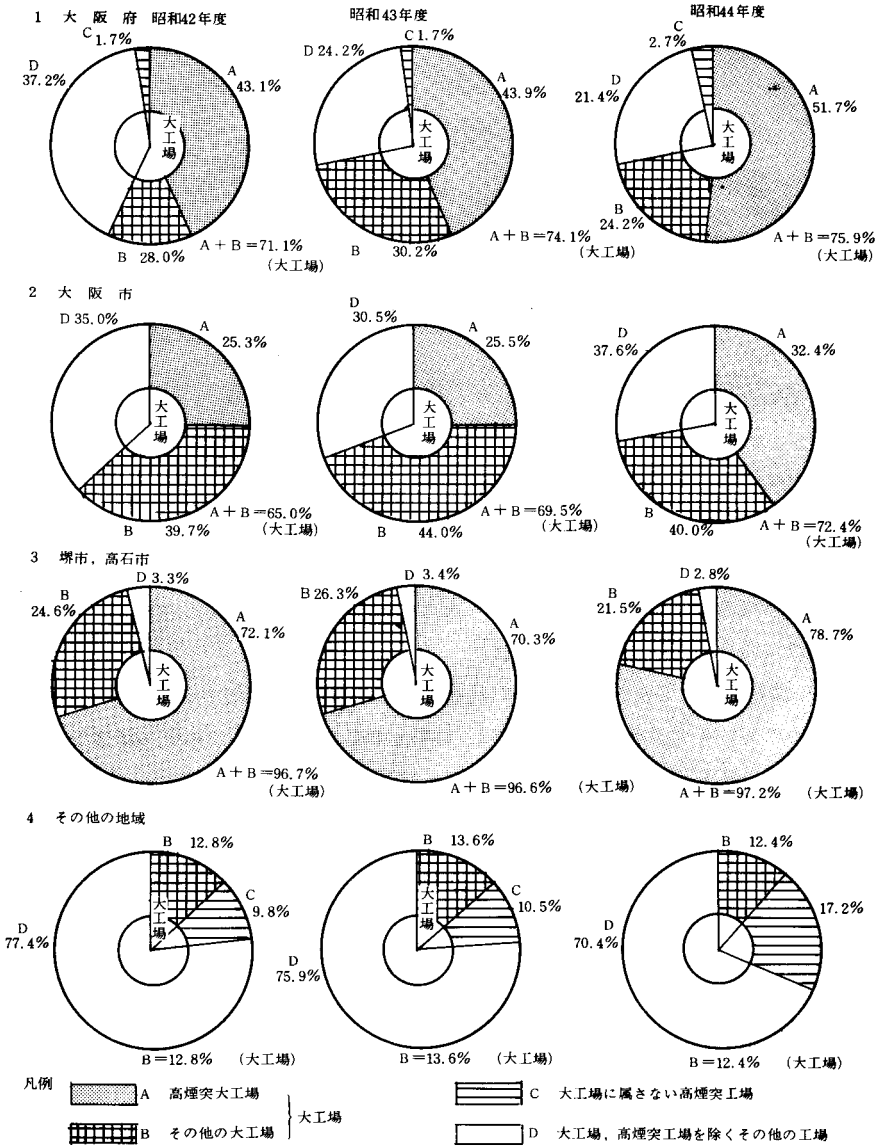 1 大阪府 昭和42年度
昭和43年度
昭和44年度
C 1.7%
D
37.2%
A
43.1%
大工場
B 28.0%
A+B=71.1%
(大工場)
D 24.2%
C 1.7%
A
43.9%
大工場
B 30.2%
A+B=74.1%
(大工場)
C
2.7%
D
21.4%
A
51.7%
大工場
B
24.2%
A+B=75.9%
(大工場)
2 大阪市
D 35.0%
A
25.3%
大工場
B 39.7%
A+B=65.0%
(大工場)
D
30.5%
A
25.5%
大工場
B 44.0%
A+B=69.5%
(大工場)
D
37.6%
A
32.4%
大工場
B
40.0%
A+B=72.4%
(大工場)
3 堺市,高石市
B
24.6%
D 3.3%
A
72.1%
大工場
A+B=96.7%
(大工場)
B 26.3%
D 3.4%
A
70.3%
大工場
A+B=96.6% (大工場)
B
21.5%
D 2.8%
A
78.7%
大工場
A+B=97.2% (大工場)
4 その他の地域
B 12.8%
C
9.8%
D
77.4%
大工場
B=12.8% (大工場)
B 13.6%
C
10.5%
D
75.9%
大工場
B=13.6% (大工場)
B 12.4%
17.2%
D
70.4%
大工場
B=12.4% (大工場)
凡例
A 高煙突大工場
B その他の大工場
大工場
C 大工場に属さない高煙突工場
D 大工場,高煙突工場を除くその他の工場